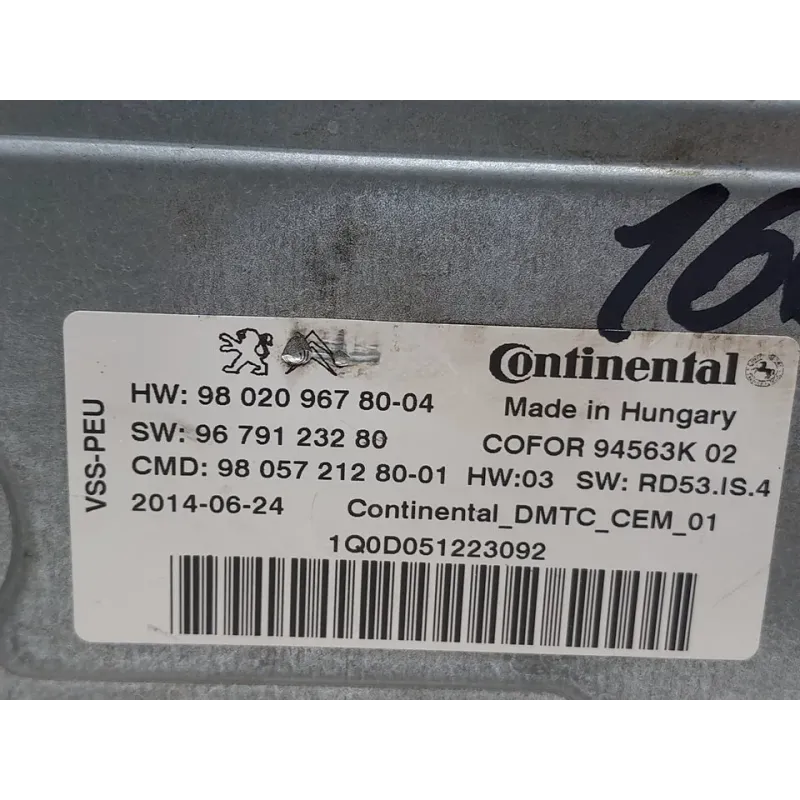 16
Continental
HW: 98 020 967 80-04
Made in Hungary
SW: 96 791 232 80
COFOR 94563K 02
CMD: 98 057 212 80-01 HW:03 SW: RD53.IS.4
2014-06-24 Continental_DMTC_CEM_01
1Q0D051223092
VSS-PEU